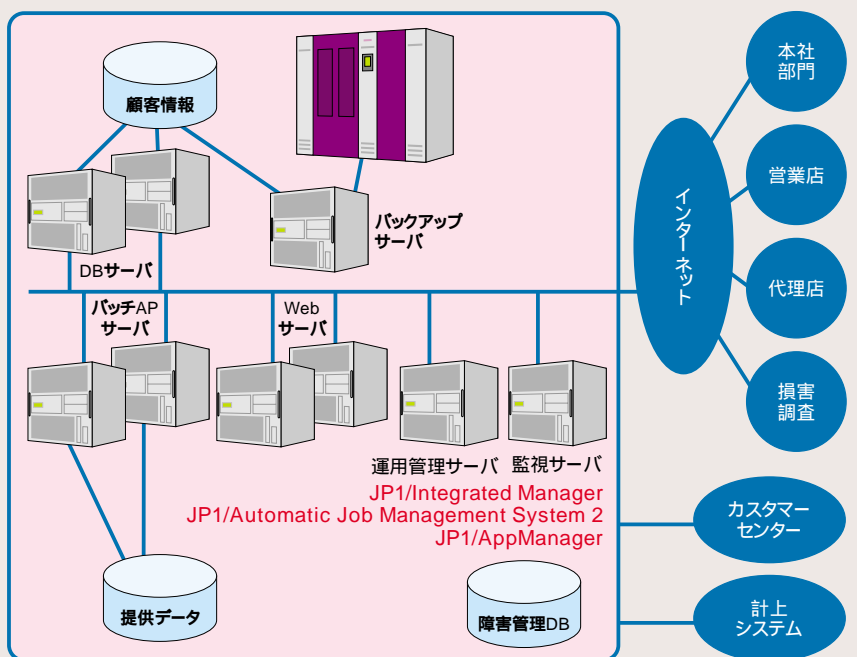 顧客情報
バックアップ
サーバ
DBサーバ
バッチAP
サーバ
Web
サーバ
運用管理サーバ
監視サーバ
JP1/Integrated Manager
JP1/Automatic Job Management System 2
JP1/AppManager
提供データ
障害管理DB
インターネット
本社
部門
営業店
代理店
損害
調査
カスタマー
センター
計上
システム